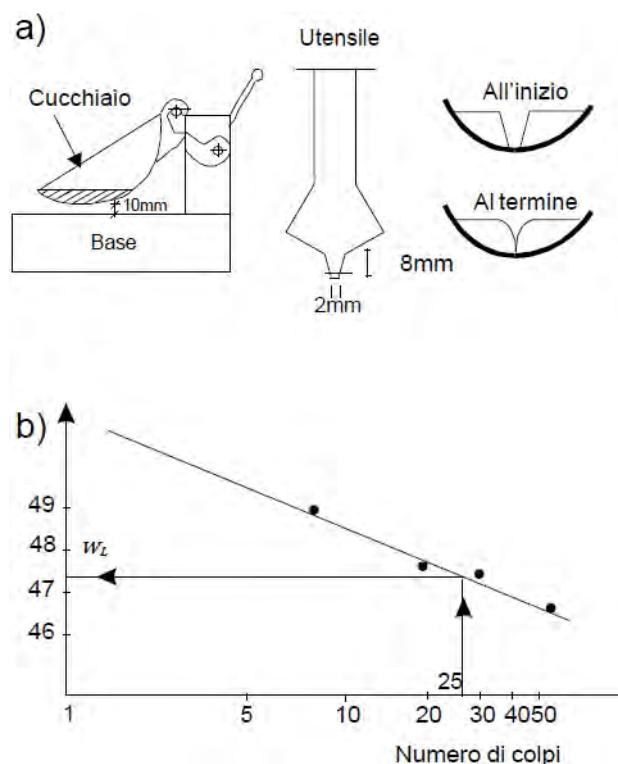 a)
Utensile
Cucchiaio
All'inizio
10mm
Al termine
Base
8mm
2mm
b)
49
48
w_L
47
46
25
1 5 10 20 30 40 50
Numero di colpi